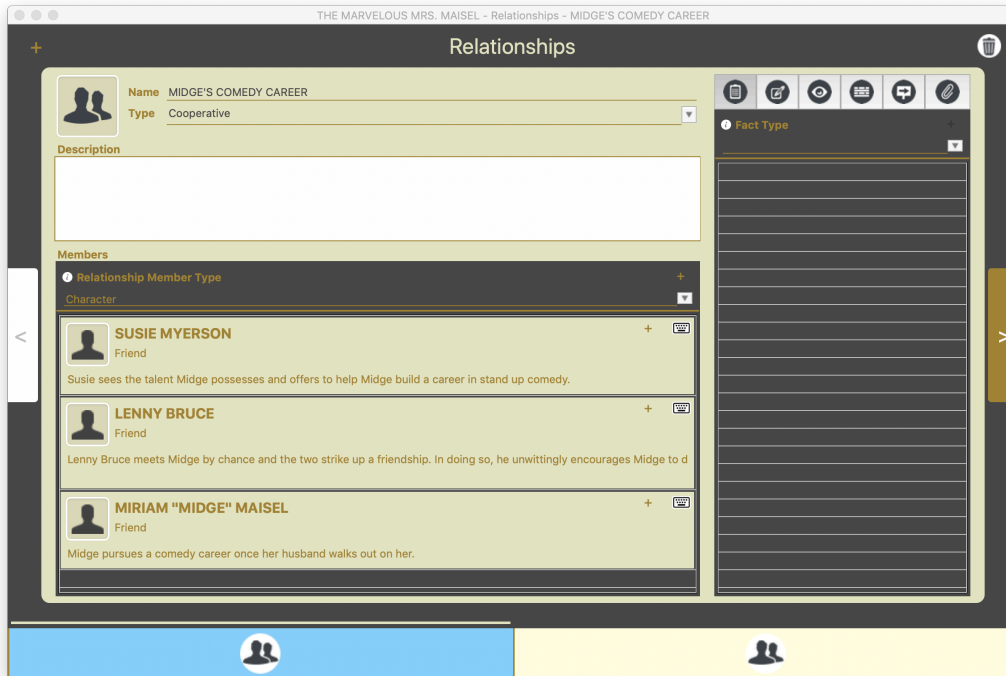 THE MARVELOUS MRS. MAISEL - Relationships - MIDGE'S COMEDY CAREER
+ Relationships
Name MIDGE'S COMEDY CAREER
Type Cooperative
Description
Fact Type +
Members
Relationship Member Type +
Character
SUSIE MYERSON +
Friend
Susie sees the talent Midge possesses and offers to help Midge build a career in stand up comedy.
LENNY BRUCE +
Friend
Lenny Bruce meets Midge by chance and the two strike up a friendship. In doing so, he unwittingly encourages Midge to d
MIRIAM "MIDGE" MAISEL +
Friend
Midge pursues a comedy career once her husband walks out on her.
< >